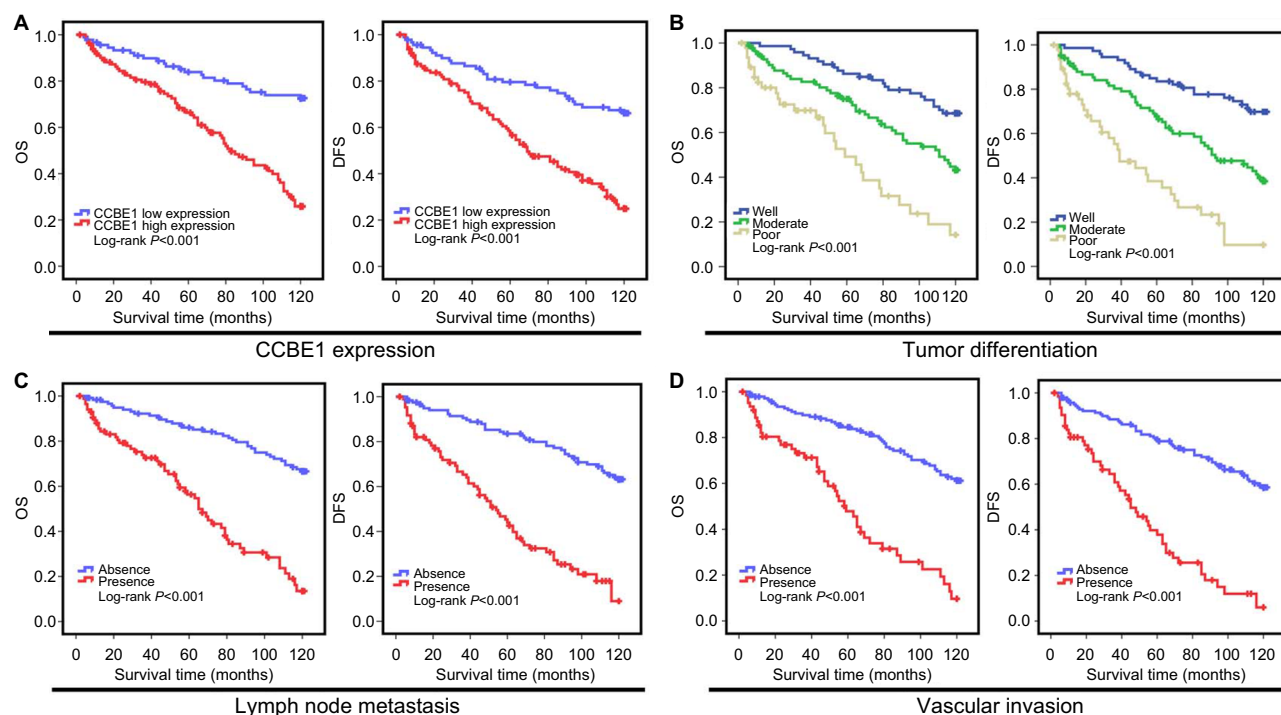 A
1.0
0.8
0.6
0.4
0.2
0.0
OS
CCBE1 low expression
CCBE1 high expression
Log-rank P<0.001
0 20 40 60 80 100 120
Survival time (months)
1.0
0.8
0.6
0.4
0.2
0.0
DFS
CCBE1 low expression
CCBE1 high expression
Log-rank P<0.001
0 20 40 60 80 100 120
Survival time (months)
CCBE1 expression
B
1.0
0.8
0.6
0.4
0.2
0.0
OS
Well
Moderate
Poor
Log-rank P<0.001
0 20 40 60 80 100 120
Survival time (months)
1.0
0.8
0.6
0.4
0.2
0.0
DFS
Well
Moderate
Poor
Log-rank P<0.001
0 20 40 60 80 100 120
Survival time (months)
Tumor differentiation
C
1.0
0.8
0.6
0.4
0.2
0.0
OS
Absence
Presence
Log-rank P<0.001
0 20 40 60 80 100 120
Survival time (months)
1.0
0.8
0.6
0.4
0.2
0.0
DFS
Absence
Presence
Log-rank P<0.001
0 20 40 60 80 100 120
Survival time (months)
Lymph node metastasis
D
1.0
0.8
0.6
0.4
0.2
0.0
OS
Absence
Presence
Log-rank P<0.001
0 20 40 60 80 100 120
Survival time (months)
1.0
0.8
0.6
0.4
0.2
0.0
DFS
Absence
Presence
Log-rank P<0.001
0 20 40 60 80 100 120
Survival time (months)
Vascular invasion